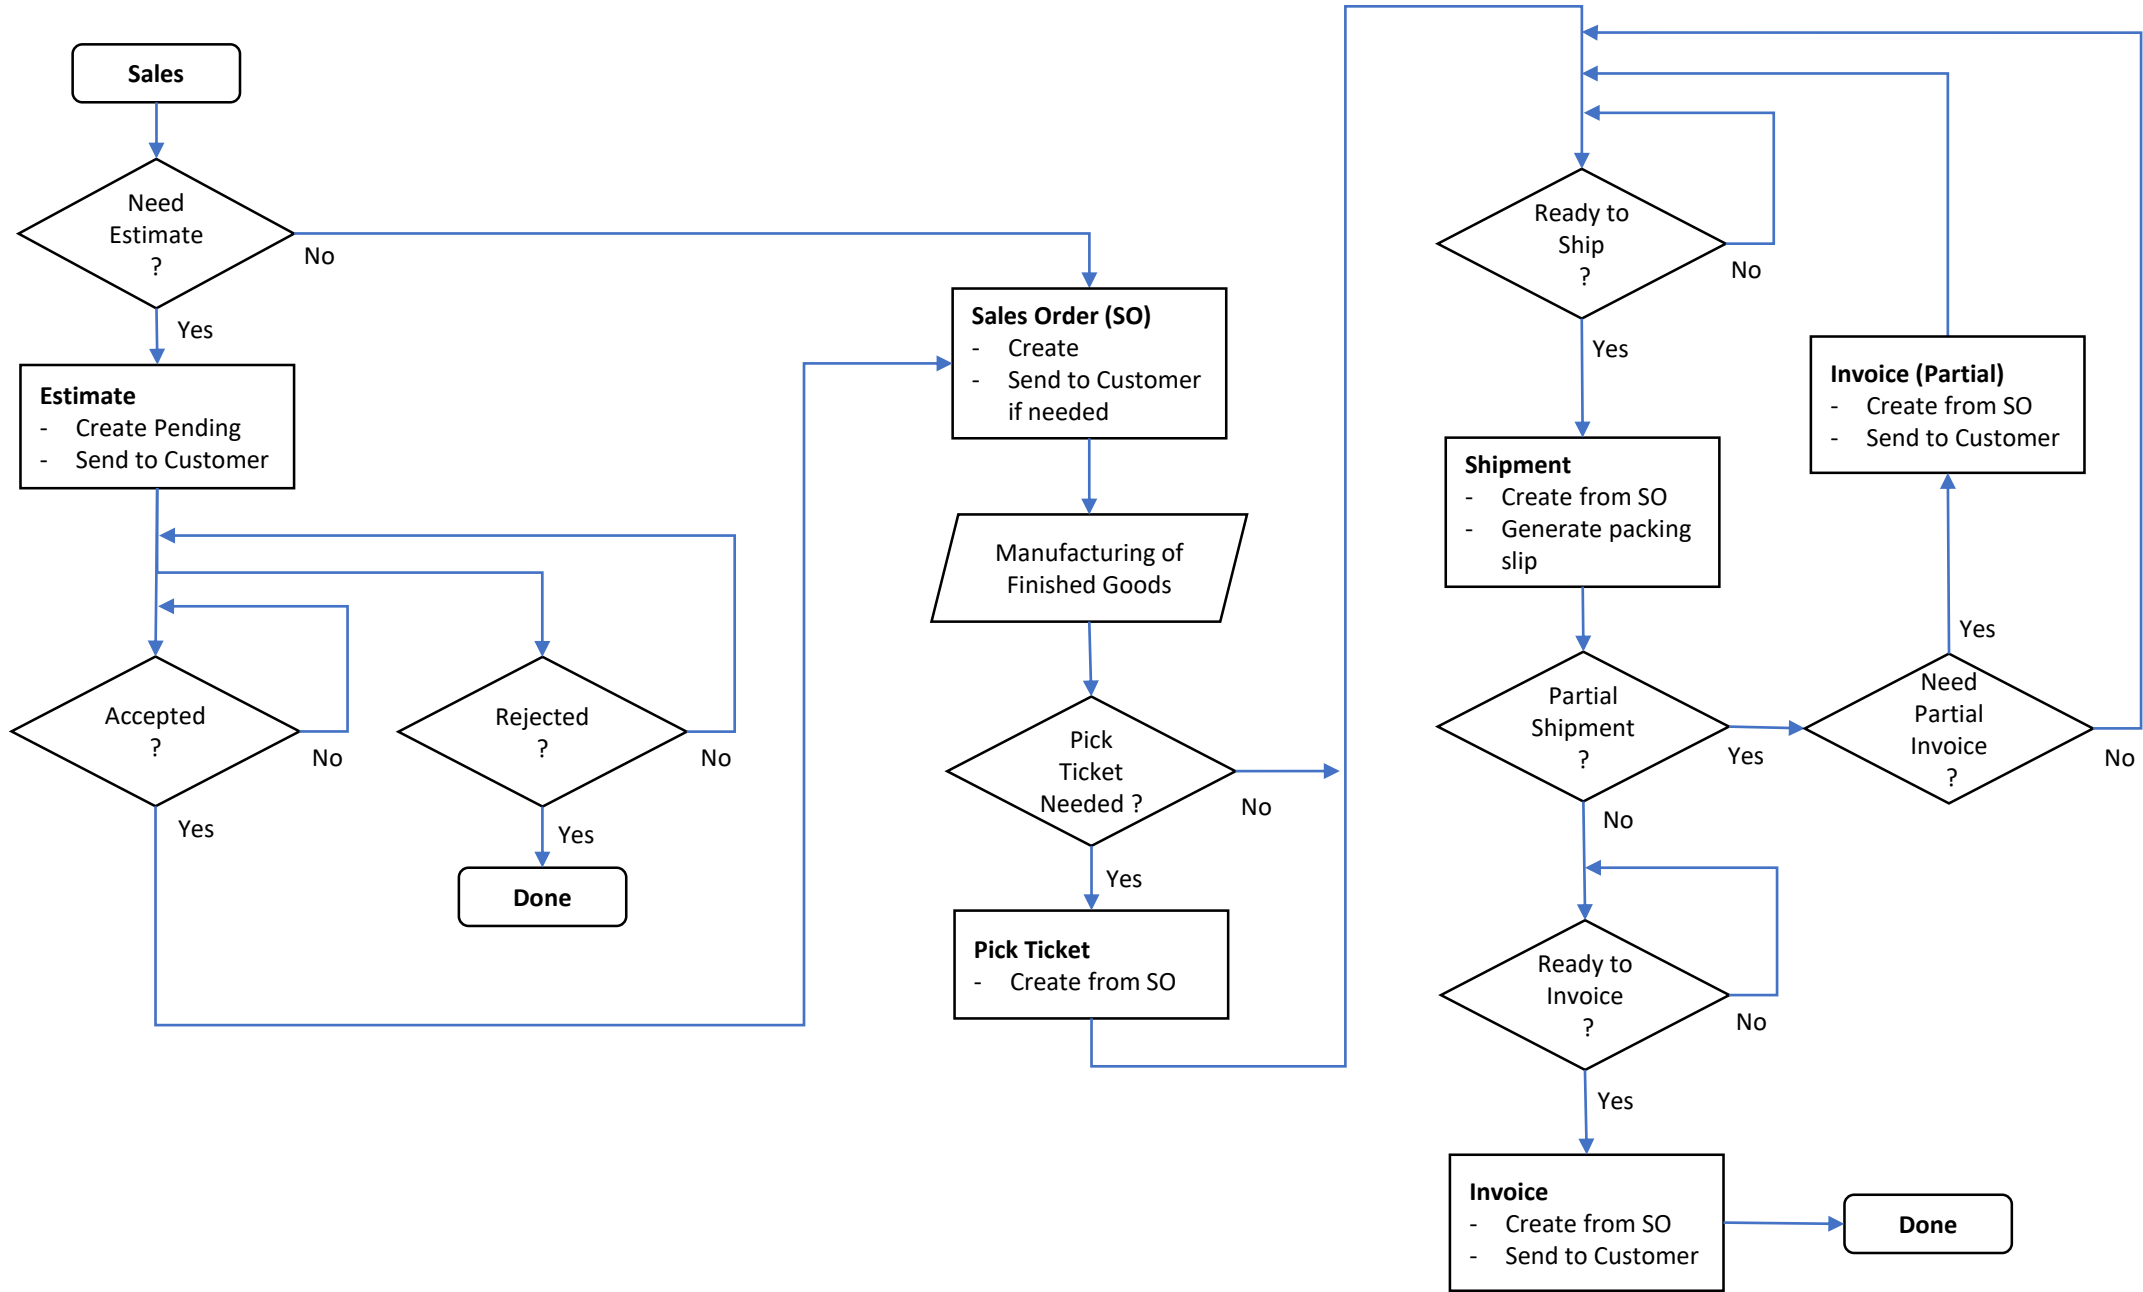 Sales
Need
Estimate
?
No
Yes
Estimate
- Create Pending
- Send to Customer
Accepted
?
No
Yes
Rejected
?
No
Yes
Done
Sales Order (SO)
- Create
- Send to Customer
if needed
Manufacturing of
Finished Goods
Pick
Ticket
Needed ?
No
Yes
Pick Ticket
- Create from SO
Ready to
Ship
?
No
Yes
Shipment
- Create from SO
- Generate packing
slip
Partial
Shipment
?
Yes
No
Need
Partial
Invoice
?
Yes
No
Invoice (Partial)
- Create from SO
- Send to Customer
Ready to
Invoice
?
No
Yes
Invoice
- Create from SO
- Send to Customer
Done